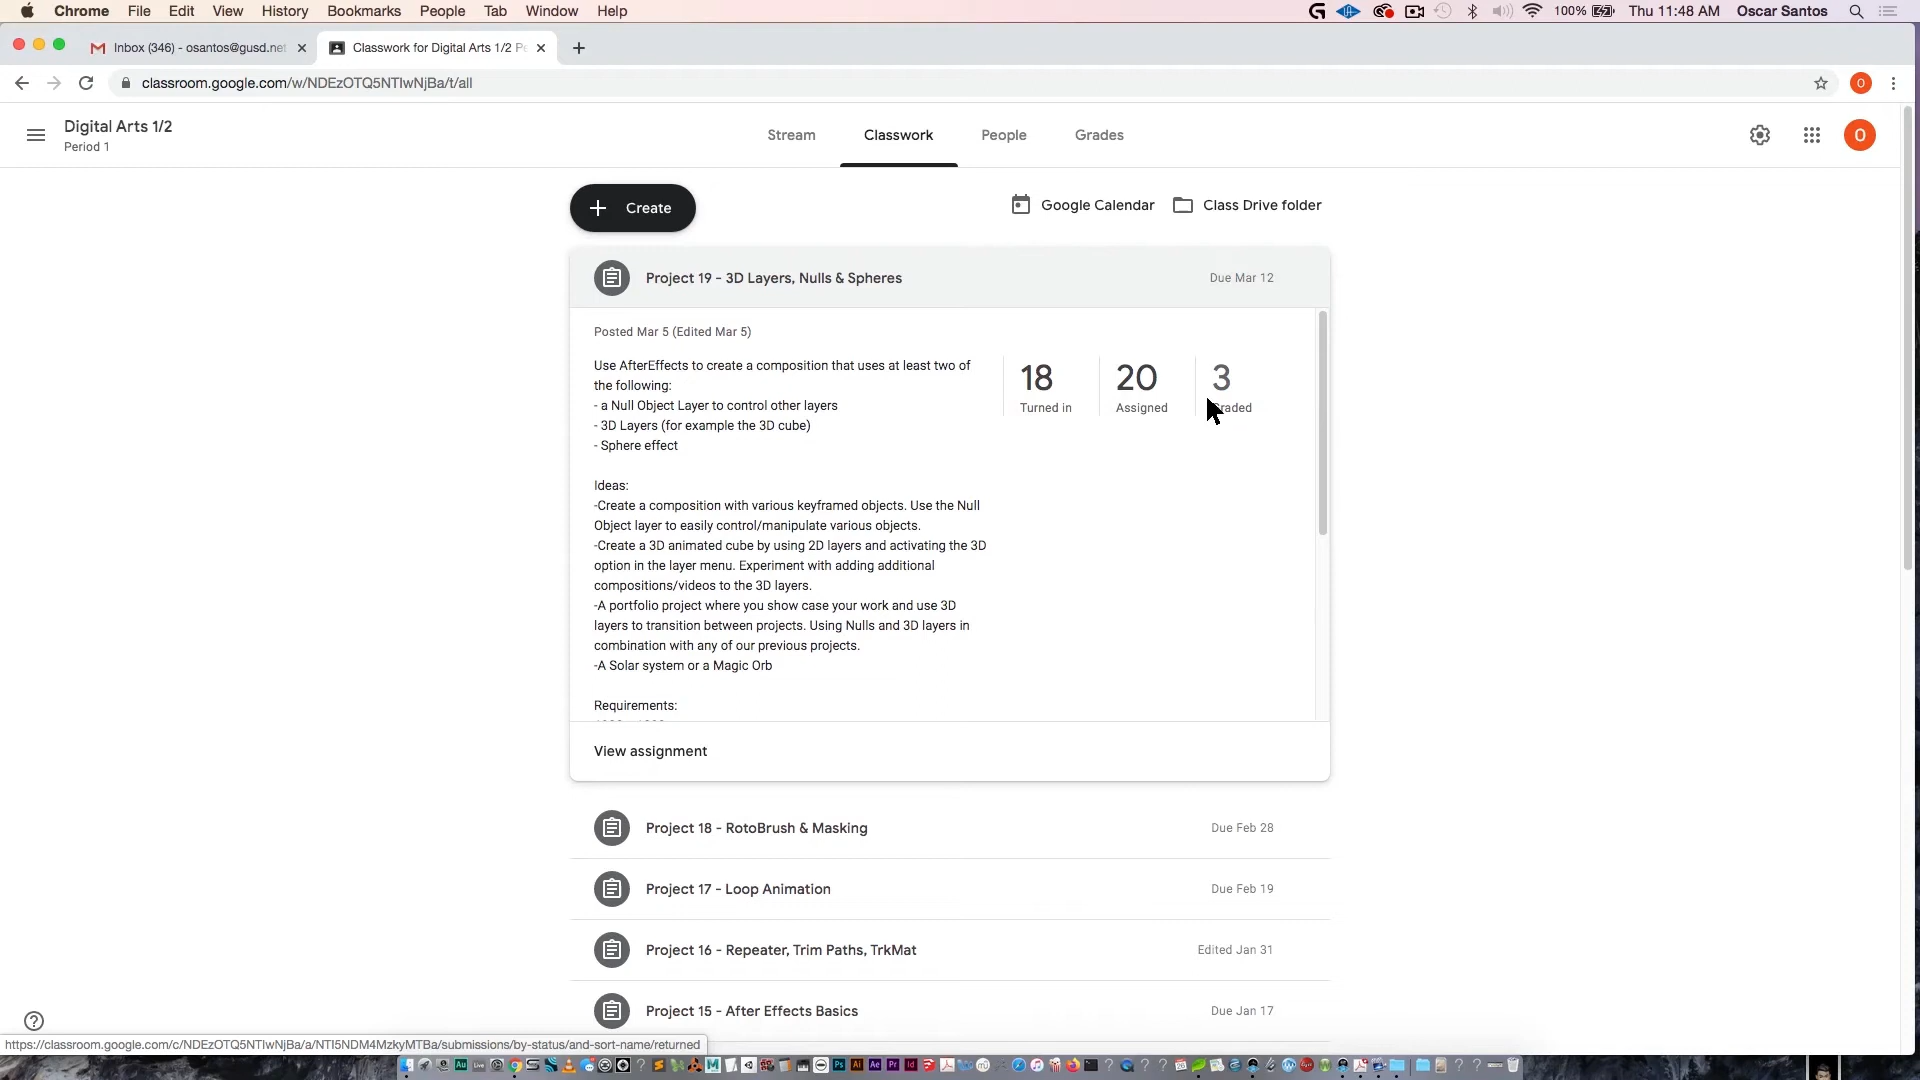 Chrome File Edit View History Bookmarks People Tab Window Help 100% Thu 11:48 AM Oscar Santos
Inbox (346) - osantos@gusd.net Classwork for Digital Arts 1/2 Pe
classroom.google.com/w/NDEzOTQ5NTIwNjBa/t/all O
Digital Arts 1/2
Period 1
Stream Classwork People Grades O
Create Google Calendar Class Drive folder
Project 19 - 3D Layers, Nulls & Spheres Due Mar 12
Posted Mar 5 (Edited Mar 5)
Use AfterEffects to create a composition that uses at least two of
the following:
- a Null Object Layer to control other layers
- 3D Layers (for example the 3D cube)
- Sphere effect
18 20 3
Turned in Assigned Graded
Ideas:
-Create a composition with various keyframed objects. Use the Null
Object layer to easily control/manipulate various objects.
-Create a 3D animated cube by using 2D layers and activating the 3D
option in the layer menu. Experiment with adding additional
compositions/videos to the 3D layers.
-A portfolio project where you show case your work and use 3D
layers to transition between projects. Using Nulls and 3D layers in
combination with any of our previous projects.
-A Solar system or a Magic Orb
Requirements:
View assignment
Project 18 - RotoBrush & Masking Due Feb 28
Project 17 - Loop Animation Due Feb 19
Project 16 - Repeater, Trim Paths, TrkMat Edited Jan 31
Project 15 - After Effects Basics Due Jan 17
https://classroom.google.com/c/NDEzOTQ5NTIwNjBa/a/NTI5NDM4MzkyMTBa/submissions/by-status/and-sort-name/returned